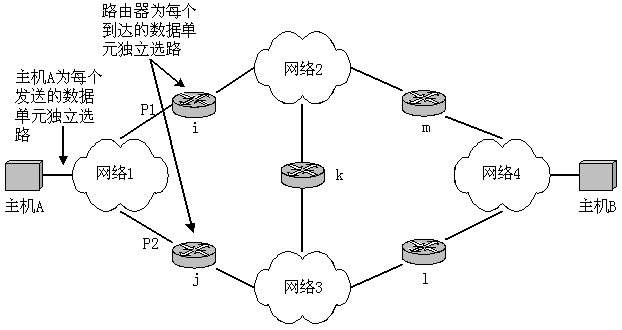 路由器为每个
到达的数据单
元独立选路
主机A为每个
发送的数据
单元独立选
路
P1
i
网络2
m
网络1
k
网络4
主机A
主机B
P2
j
网络3
l